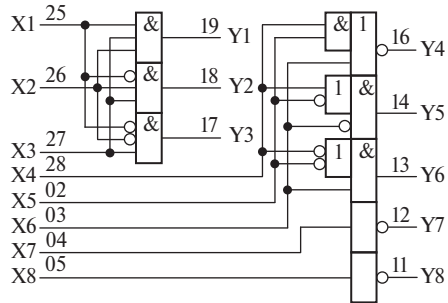 25
X1
& 19 Y1
& 1 16 Y4
26
X2
18 Y2
&
1 & 14 Y5
& 17 Y3
27
X3
28
X4
1 & 13 Y6
02
X5
03
X6
12 Y7
04
X7
05
X8
11 Y8